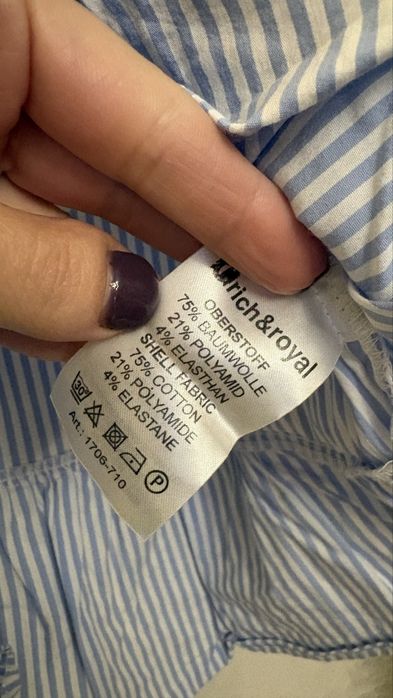 rich&royal
OBERSTOFF
75% BAUMWOLLE
21% POLYAMID
4% ELASTHAN
SHELL FABRIC
75% COTTON
21% POLYAMIDE
4% ELASTANE
30° P
Art.: 1706-710